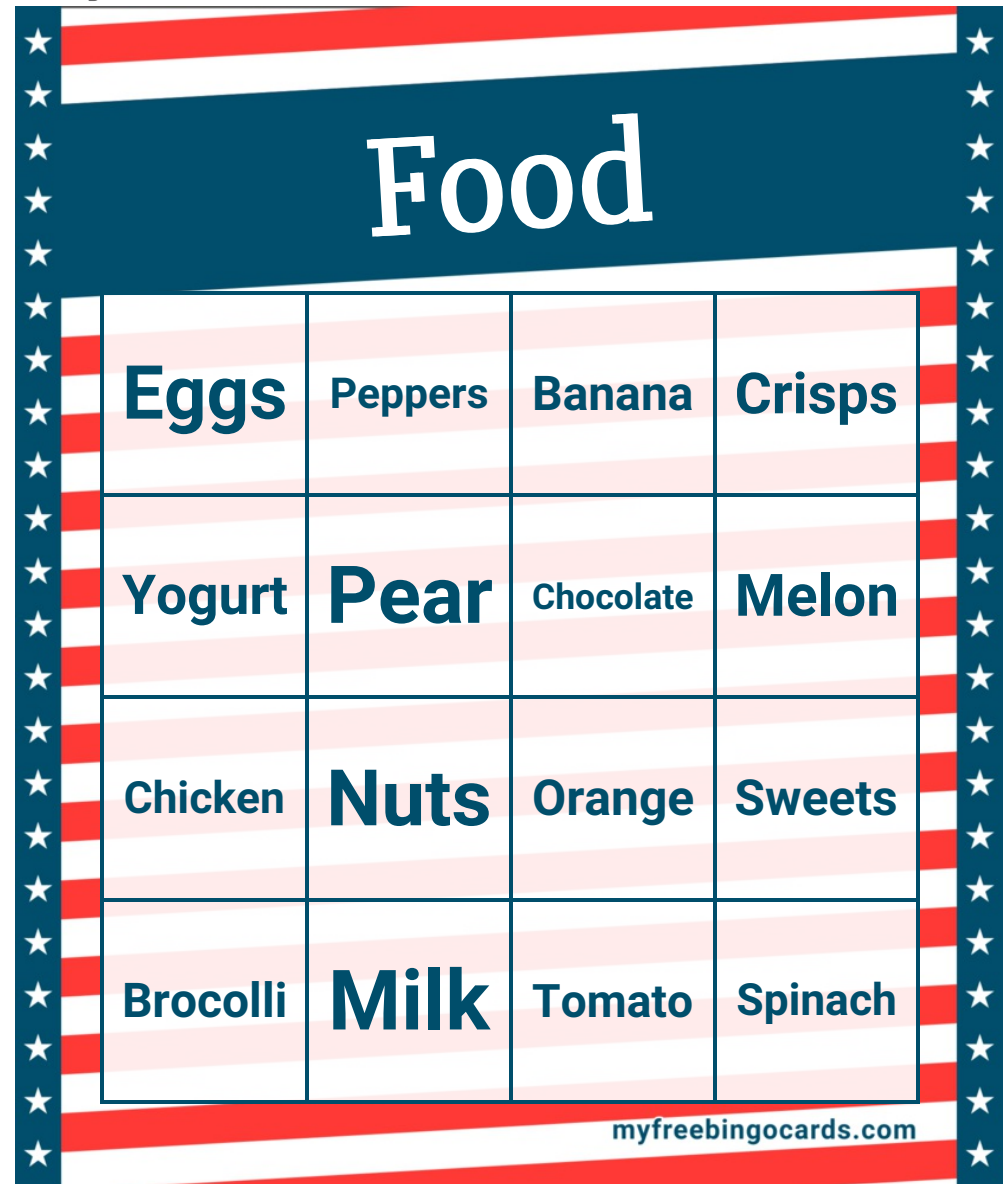 Food
Eggs Peppers Banana Crisps
Yogurt Pear Chocolate Melon
Chicken Nuts Orange Sweets
Brocolli Milk Tomato Spinach
myfreebingocards.com